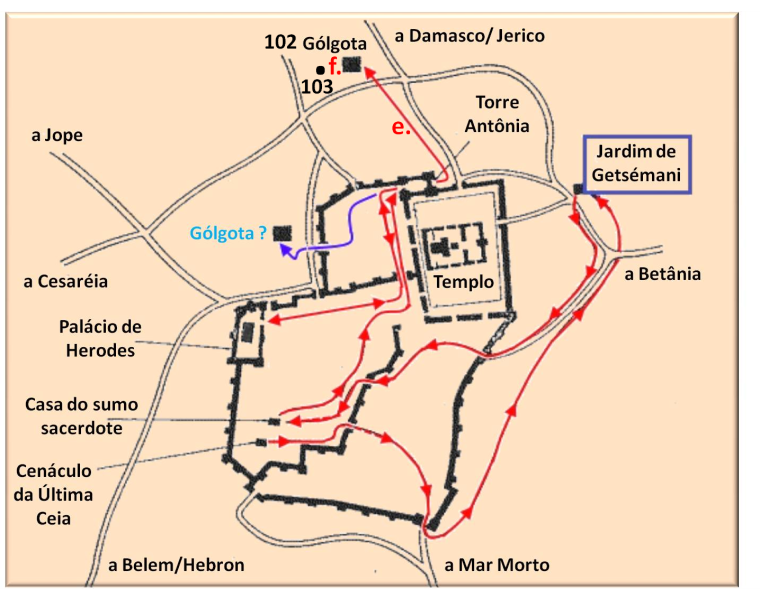 a Damasco/ Jerico
102 Gólgota
f.
103
Torre
Antônia
e.
a Jope
Jardim de
Getsémani
Gólgota ?
a Cesaréia
Templo
a Betânia
Palácio de
Herodes
Casa do sumo
sacerdote
Cenáculo
da Última
Ceia
a Belem/Hebron
a Mar Morto